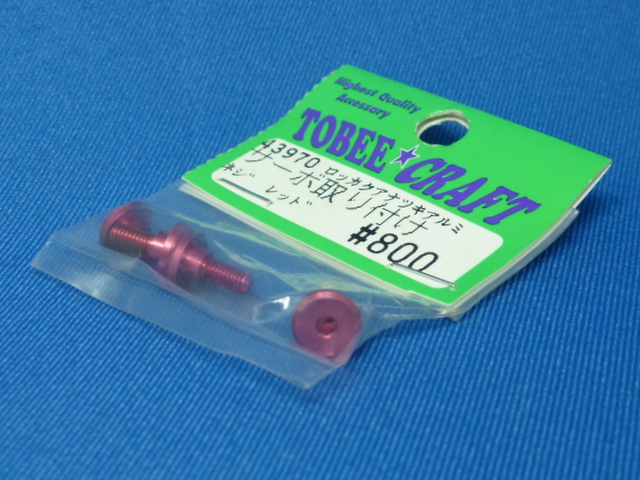 Highest Quality
Accessory
TOBEE★CRAFT
43970 ロッカクアナツキアルミ
サーボ取り付け
ネジ レッド
#800